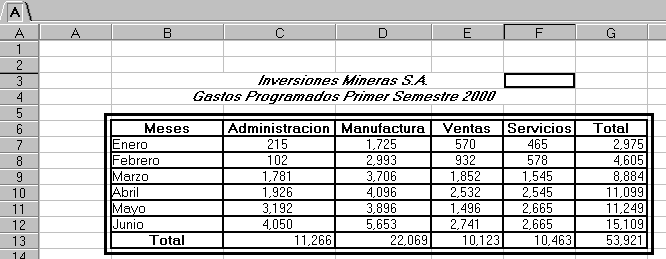 A
A A B C D E F G
1
2
3 Inversiones Mineras S.A.
4 Gastos Programados Primer Semestre 2000
5
6 Meses Administracion Manufactura Ventas Servicios Total
7 Enero 215 1,725 570 465 2,975
8 Febrero 102 2,993 932 578 4,605
9 Marzo 1,781 3,706 1,852 1,545 8,884
10 Abril 1,926 4,096 2,532 2,545 11,099
11 Mayo 3,192 3,896 1,496 2,665 11,249
12 Junio 4,050 5,653 2,741 2,665 15,109
13 Total 11,266 22,069 10,123 10,463 53,921
14